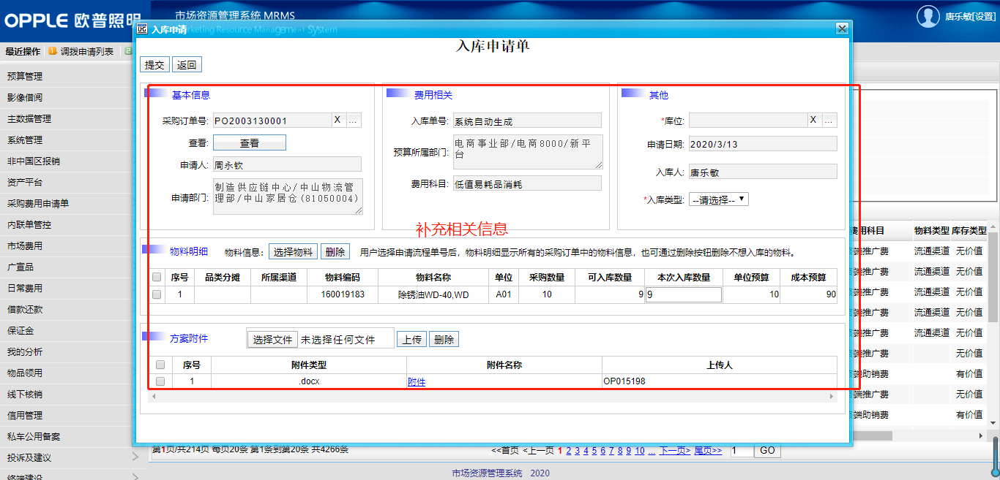 OPPLE 欧普照明
市场资源管理系统 MRMS
唐乐敏[设置]
入库申请
Marketing Resource Management System
最近操作 1 调拨申请列表 2
入库申请单
提交 返回
预算管理
影像借阅
主数据管理
系统管理
非中国区报销
资产平台
采购费用申请单
内联单管控
市场费用
广宣品
日常费用
借款还款
保证金
我的分析
物品领用
线下核销
信用管理
私车公用备案
投诉及建议
终端建设
基本信息
采购订单号: PO2003130001 X ...
查看: 查看
申请人: 周永钦
申请部门: 制造供应链中心/中山物流管
理部/中山家居仓(81050004)
费用相关
入库单号: 系统自动生成
预算所属部门: 电商事业部/电商8000/新平
台
费用科目: 低值易耗品消耗
其他
*库位: X ...
申请日期: 2020/3/13
入库人: 唐乐敏
*入库类型: --请选择--
补充相关信息
物料明细 物料信息: 选择物料 删除 用户选择申请流程单号后，物料明细显示所有的采购订单中的物料信息，也可通过删除按钮删除不想入库的物料。
序号 品类分摊 所属渠道 物料编码 物料名称 单位 采购数量 可入库数量 本次入库数量 单位预算 成本预算
1 160019183 除锈油WD-40,WD A01 10 9 9 10 90
方案附件 选择文件 未选择任何文件 上传 删除
序号 附件类型 附件名称 上传人
1 .docx 附件 OP015198
费用科目 物料类型 库存类型
端推广费 流通渠道 无价值
端推广费 流通渠道 无价值
端推广费 流通渠道 无价值
端推广费 流通渠道 无价值
端推广费 流通渠道 无价值
端推广费 无价值
端助销费 有价值
端推广费 无价值
端助销费 有价值
第1页/共214页 每页20条 第1条到第20条 共4266条
<<首页 <上一页 1 2 3 4 5 6 7 8 9 10 ... 下一页> 尾页>> 1 GO
市场资源管理系统 2020